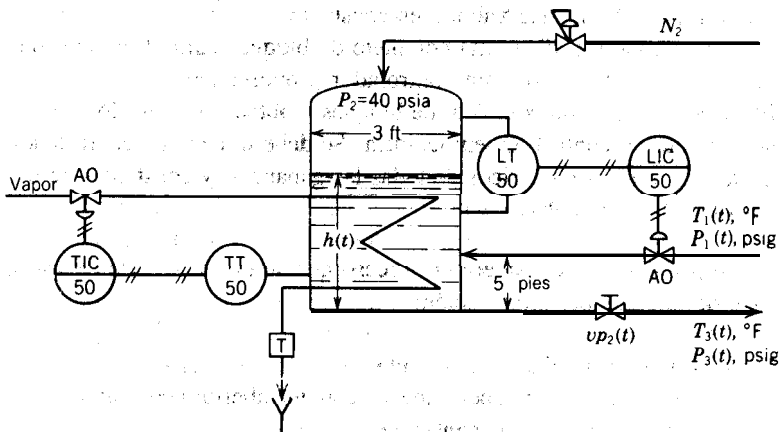 N₂
P₂=40 psia
3 ft
LT
50
LIC
50
AO
Vapor
T₁(t), °F
P₁(t), psig
h(t)
TIC
50
TT
50
AO
5 pies
vp₂(t)
T₃(t), °F
P₃(t), psig
T